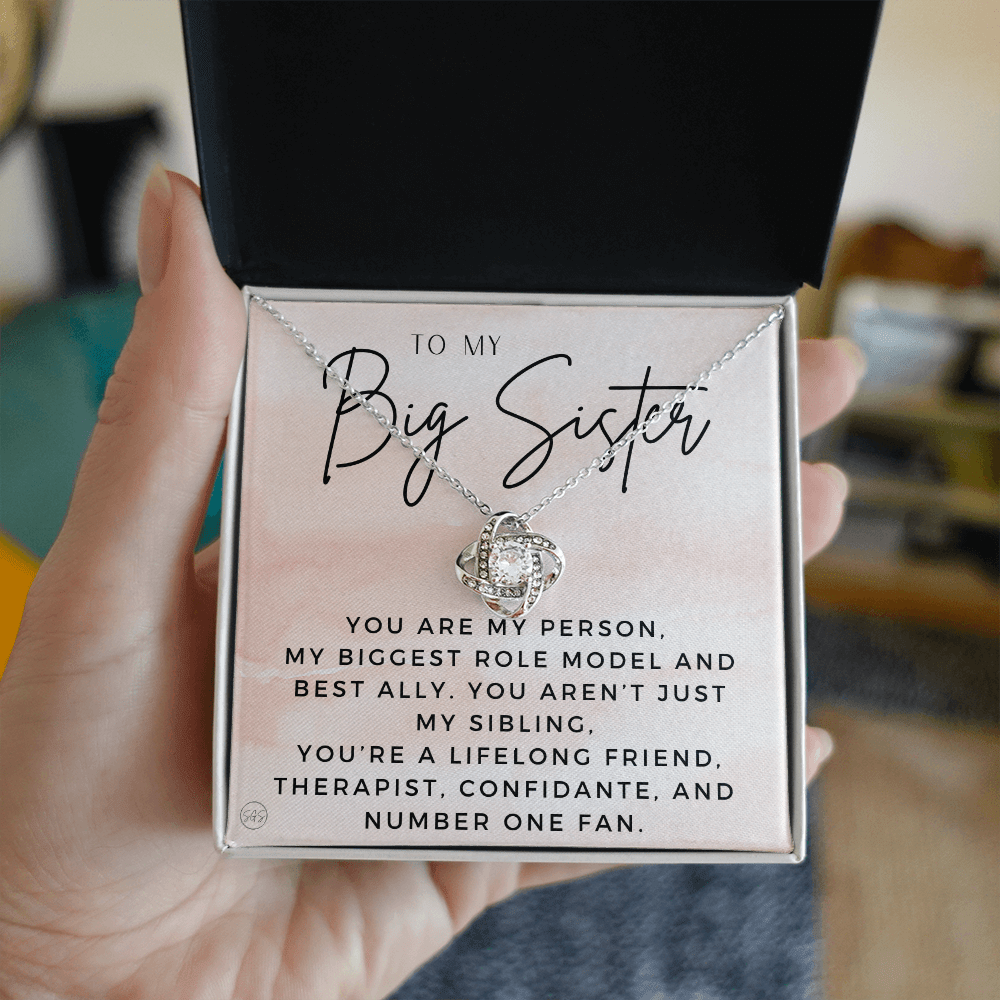 TO MY
Big Sister
YOU ARE MY PERSON,
MY BIGGEST ROLE MODEL AND
BEST ALLY. YOU AREN'T JUST
MY SIBLING,
YOU'RE A LIFELONG FRIEND,
THERAPIST, CONFIDANTE, AND
NUMBER ONE FAN.
SGS